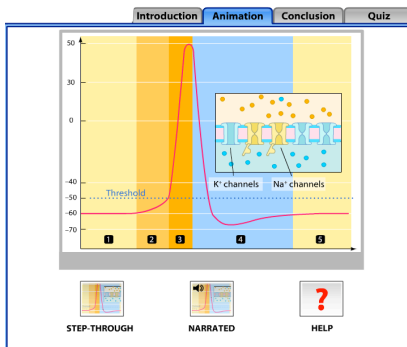 Introduction Animation Conclusion Quiz
50
30
0
-40
Threshold
-50
-60
-70
K⁺ channels Na⁺ channels
1 2 3 4 5
?
STEP-THROUGH NARRATED HELP